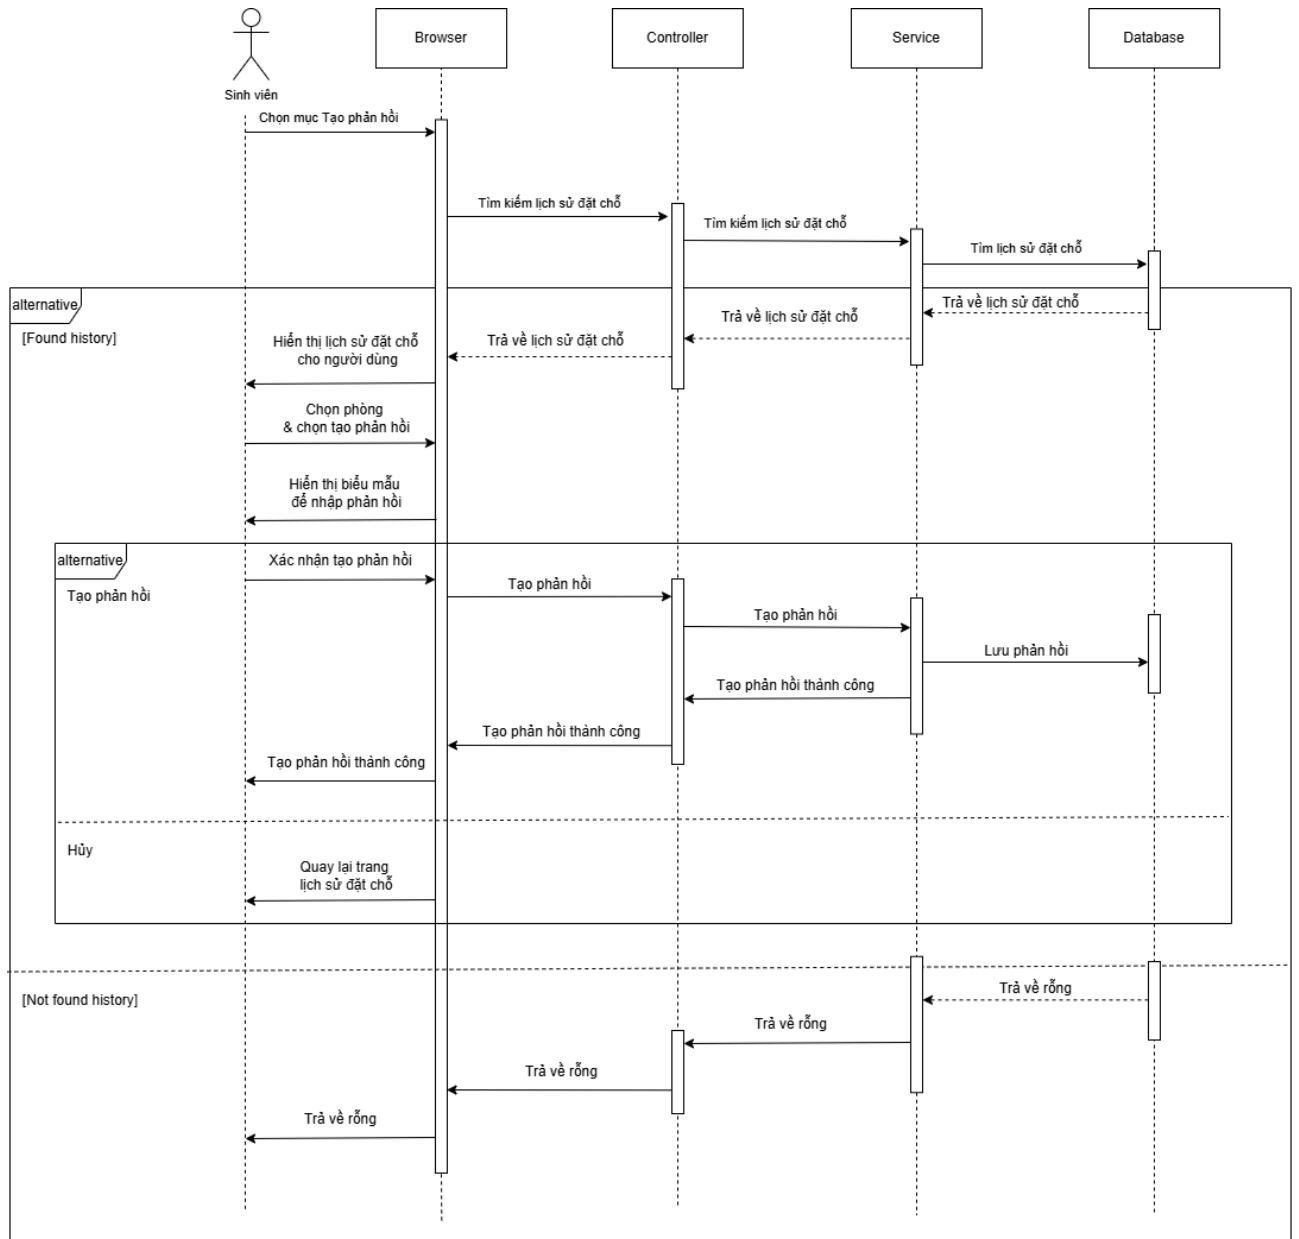 Browser
Controller
Service
Database
Sinh viên
Chọn mục Tạo phản hồi
Tìm kiếm lịch sử đặt chỗ
Tìm kiếm lịch sử đặt chỗ
Tìm lịch sử đặt chỗ
alternative
[Found history]
Trả về lịch sử đặt chỗ
Trả về lịch sử đặt chỗ
Trả về lịch sử đặt chỗ
Hiển thị lịch sử đặt chỗ
cho người dùng
Chọn phòng
& chọn tạo phản hồi
Hiển thị biểu mẫu
để nhập phản hồi
alternative
Xác nhận tạo phản hồi
Tạo phản hồi
Tạo phản hồi
Tạo phản hồi
Lưu phản hồi
Tạo phản hồi thành công
Tạo phản hồi thành công
Tạo phản hồi thành công
Hủy
Quay lại trang
lịch sử đặt chỗ
[Not found history]
Trả về rỗng
Trả về rỗng
Trả về rỗng
Trả về rỗng